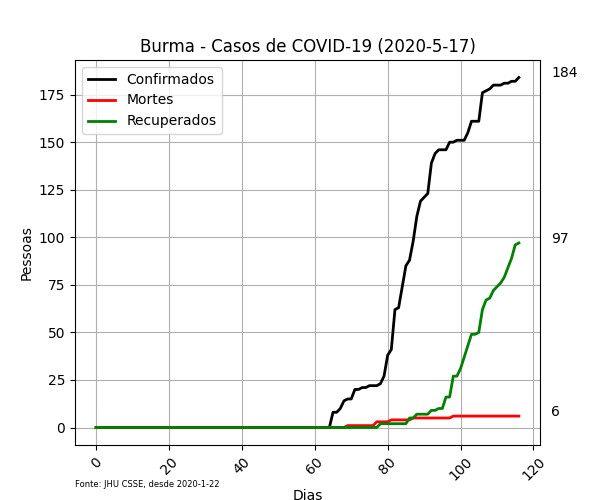 Burma - Casos de COVID-19 (2020-5-17)
Confirmados
Mortes
Recuperados
184
97
6
175
150
125
100
75
50
25
0
Pessoas
0 20 40 60 80 100 120
Fonte: JHU CSSE, desde 2020-1-22
Dias